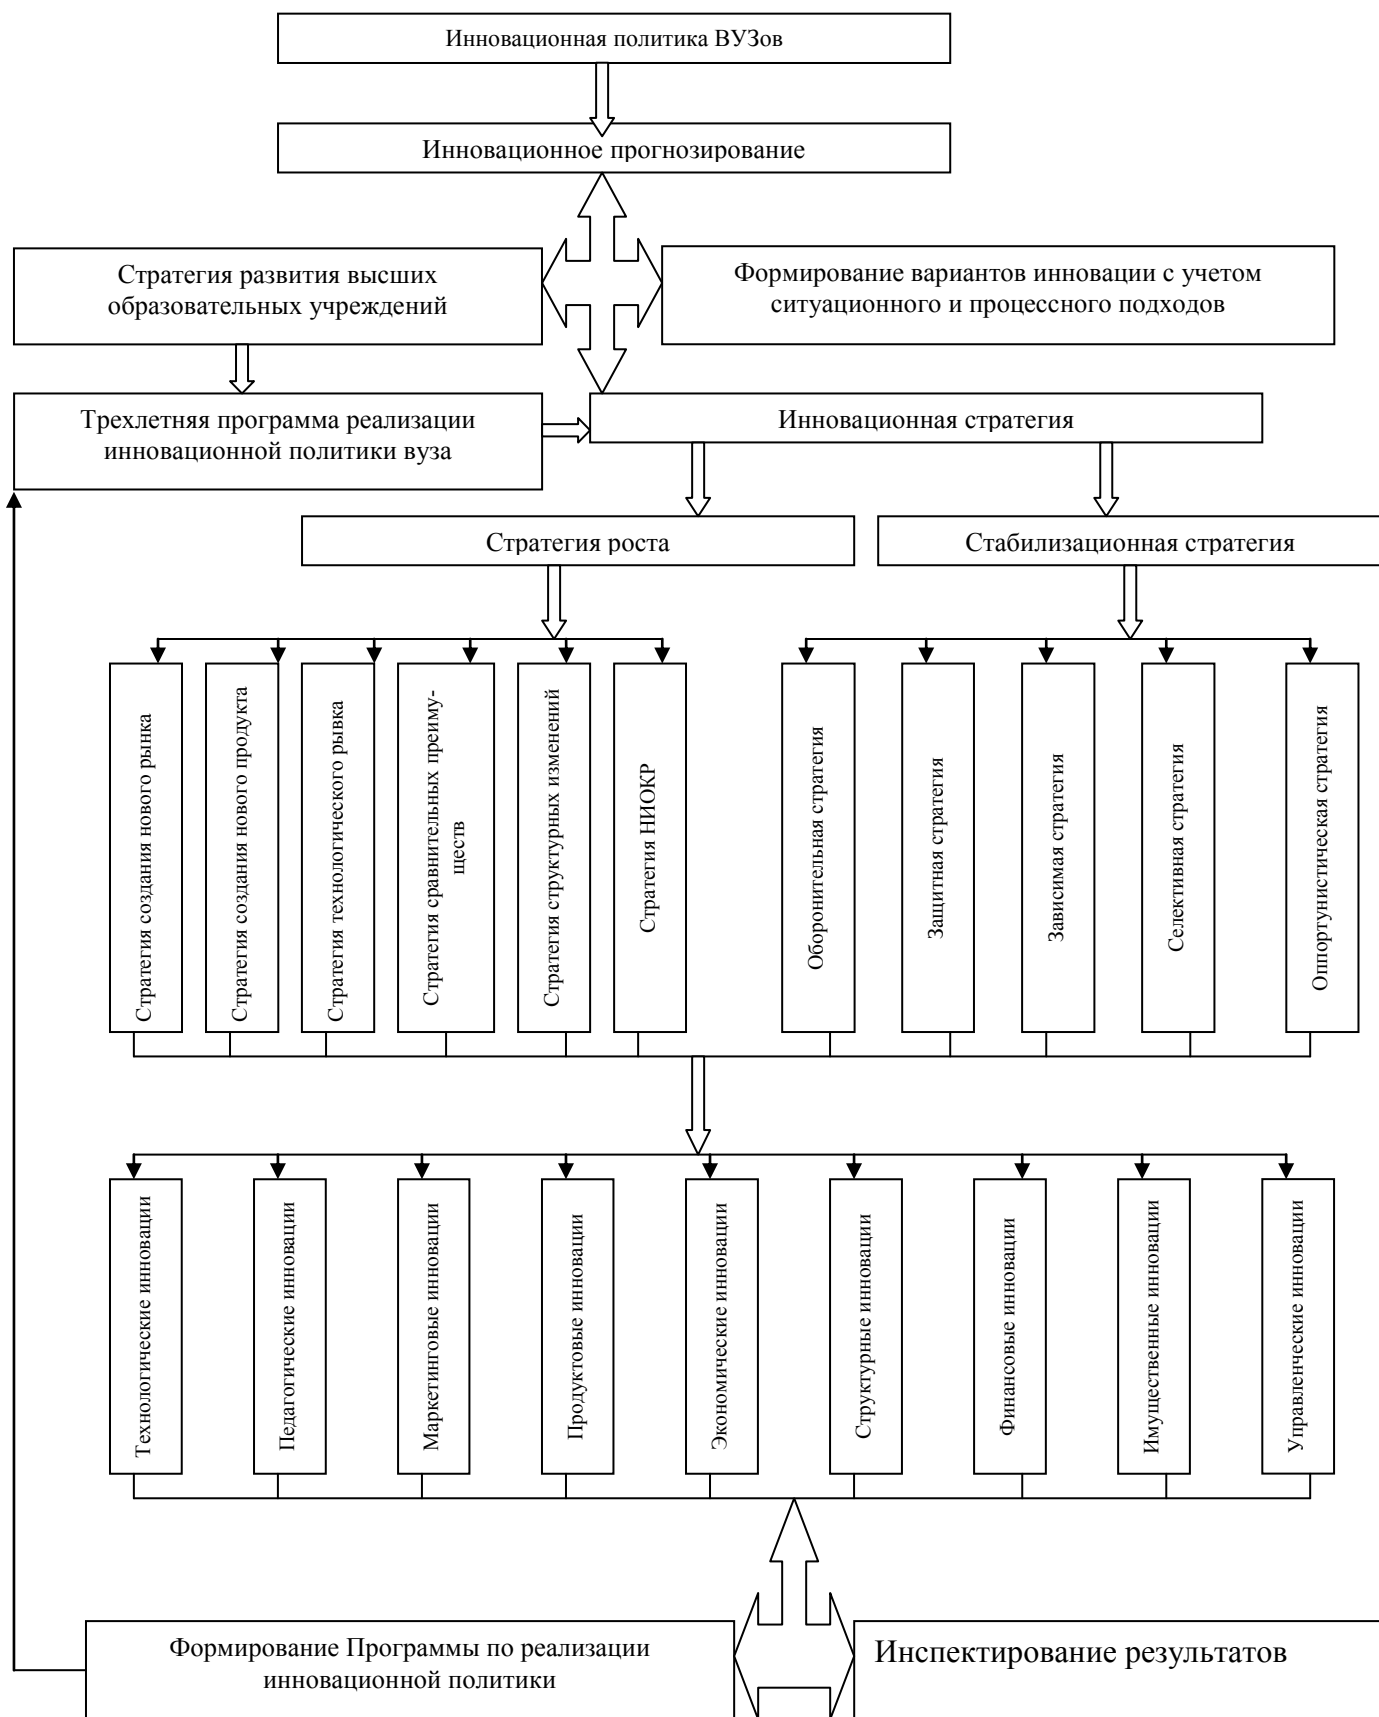 Инновационная политика ВУЗов
Инновационное прогнозирование
Стратегия развития высших
образовательных учреждений
Формирование вариантов инновации с учетом
ситуационного и процессного подходов
Трехлетняя программа реализации
инновационной политики вуза
Инновационная стратегия
Стратегия роста
Стабилизационная стратегия
Стратегия создания нового рынка
Стратегия создания нового продукта
Стратегия технологического рывка
Стратегия сравнительных преиму-
ществ
Стратегия структурных изменений
Стратегия НИОКР
Оборонительная стратегия
Защитная стратегия
Зависимая стратегия
Селективная стратегия
Оппортунистическая стратегия
Технологические инновации
Педагогические инновации
Маркетинговые инновации
Продуктовые инновации
Экономические инновации
Структурные инновации
Финансовые инновации
Имущественные инновации
Управленческие инновации
Формирование Программы по реализации
инновационной политики
Инспектирование результатов